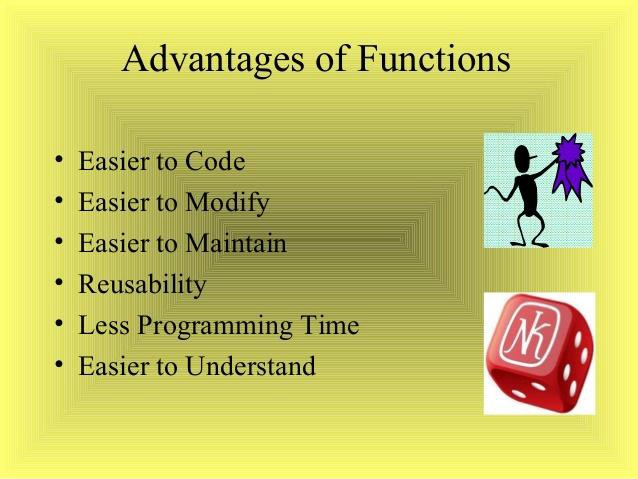 Advantages of Functions
• Easier to Code
• Easier to Modify
• Easier to Maintain
• Reusability
• Less Programming Time
• Easier to Understand
NK